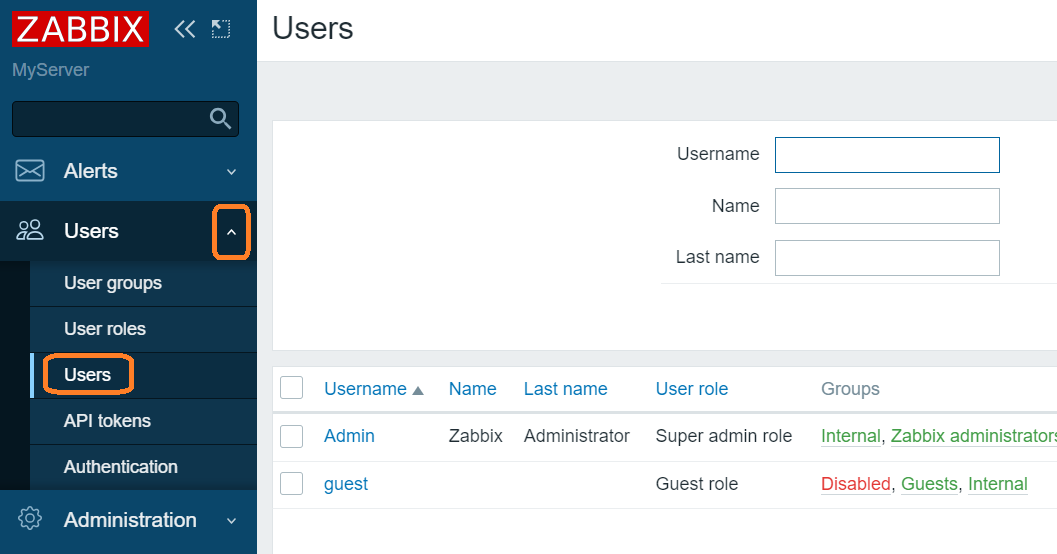 ZABBIX
MyServer
Alerts
Users
User groups
User roles
Users
API tokens
Authentication
Administration
Users
Username
Name
Last name
Username Name Last name User role Groups
Admin Zabbix Administrator Super admin role Internal, Zabbix administrators
guest Guest role Disabled, Guests, Internal